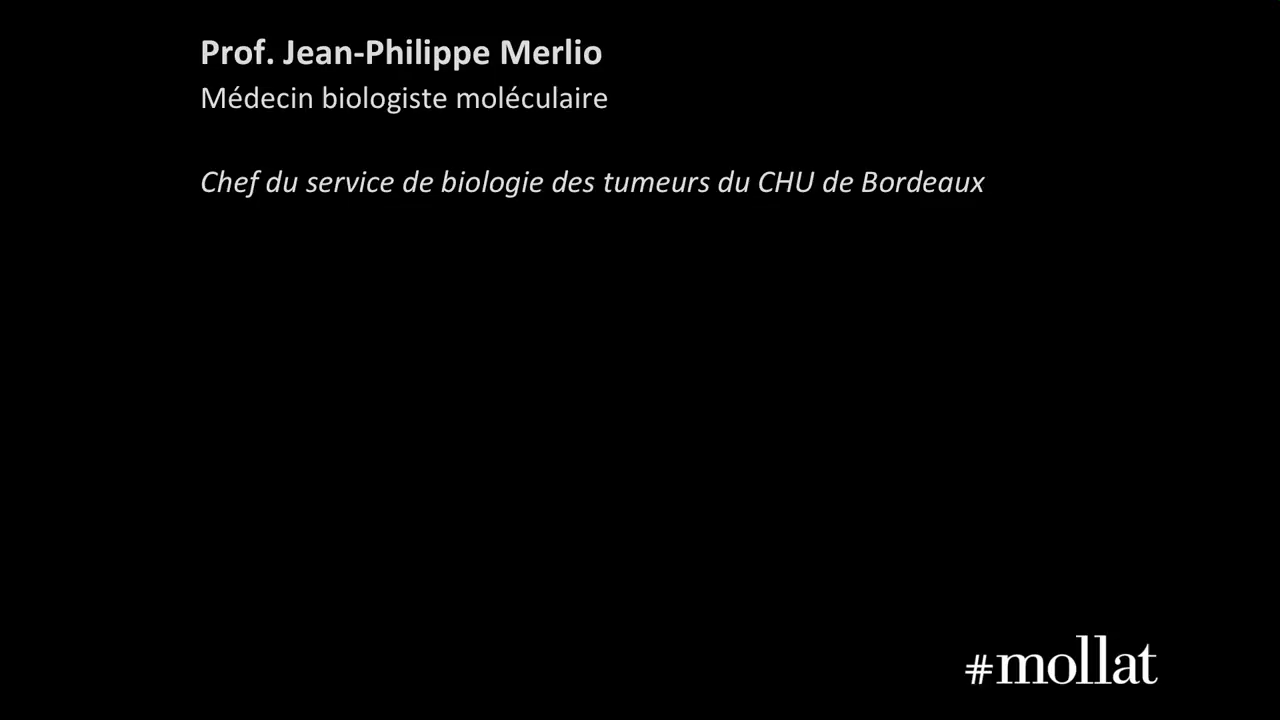 Prof. Jean-Philippe Merlio
Médecin biologiste moléculaire
Chef du service de biologie des tumeurs du CHU de Bordeaux
#mollat